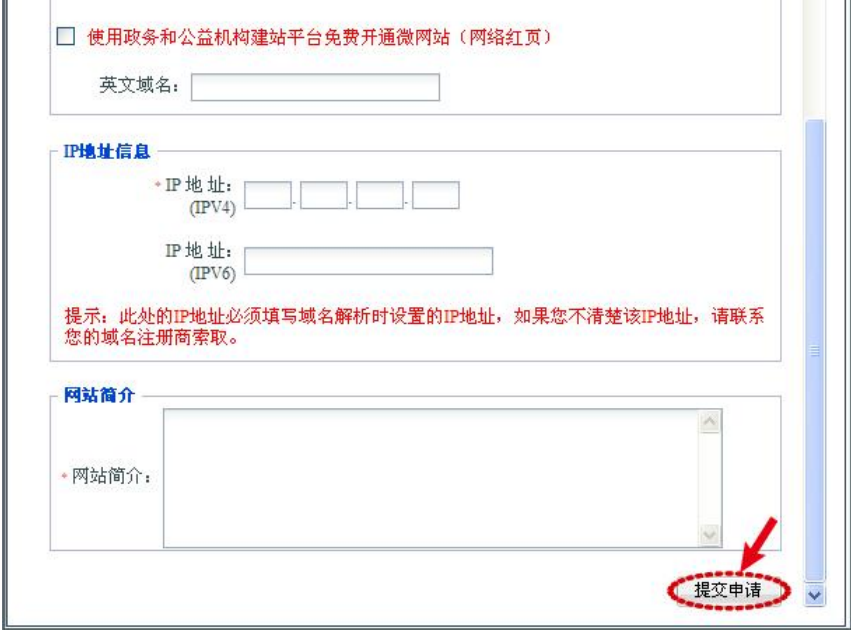 使用政务和公益机构建站平台免费开通微网站（网络红页）
英文域名：
IP地址信息
* IP 地 址：
(IPV4)
. . .
IP 地 址：
(IPV6)
提示：此处的IP地址必须填写域名解析时设置的IP地址，如果您不清楚该IP地址，请联系
您的域名注册商索取。
网站简介
* 网站简介：
提交申请